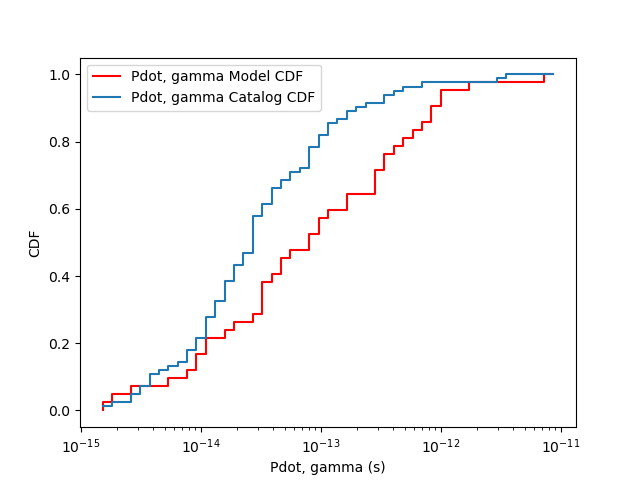 Pdot, gamma Model CDF
Pdot, gamma Catalog CDF
1.0
0.8
0.6
0.4
0.2
0.0
CDF
10⁻¹⁵ 10⁻¹⁴ 10⁻¹³ 10⁻¹² 10⁻¹¹
Pdot, gamma (s)